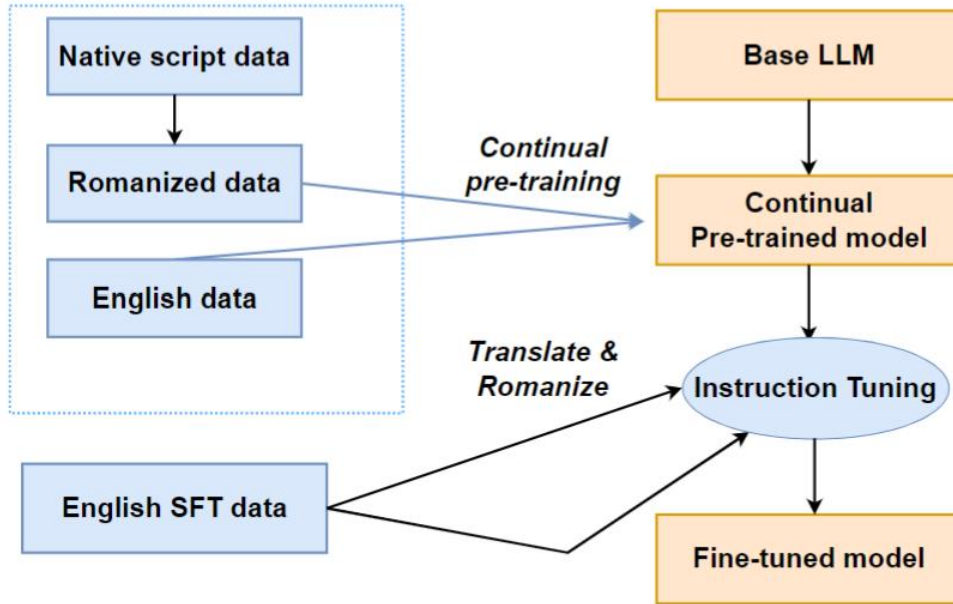 Native script data
Base LLM
Romanized data
Continual
pre-training
Continual
Pre-trained model
English data
Translate &
Romanize
Instruction Tuning
English SFT data
Fine-tuned model